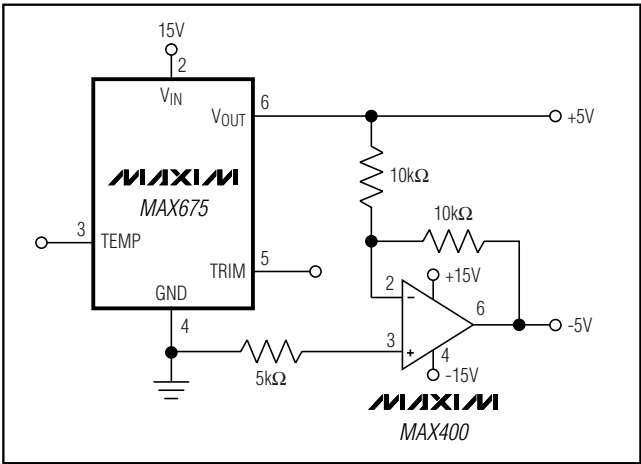 15V
2
VIN
6
VOUT
+5V
10kΩ
MAXIM
MAX675
10kΩ
3
TEMP
5
TRIM
+15V
2
-
6
GND
-5V
4
3
+
4
5kΩ
-15V
MAXIM
MAX400